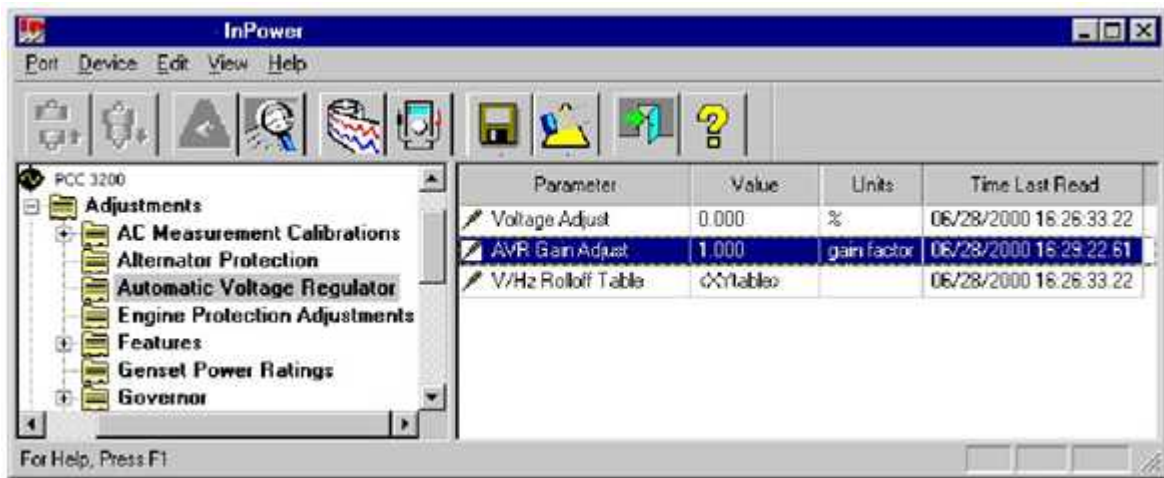 InPower
Port Device Edit View Help
PCC 3200
Adjustments
AC Measurement Calibrations
Alternator Protection
Automatic Voltage Regulator
Engine Protection Adjustments
Features
Genset Power Ratings
Governor
Parameter Value Units Time Last Read
Voltage Adjust 0.000 % 06/28/2000 16:26:33.22
AVR Gain Adjust 1.000 gain factor 06/28/2000 16:29:22.61
V/Hz Rolloff Table <XYtable> 06/28/2000 16:26:33.22
For Help, Press F1